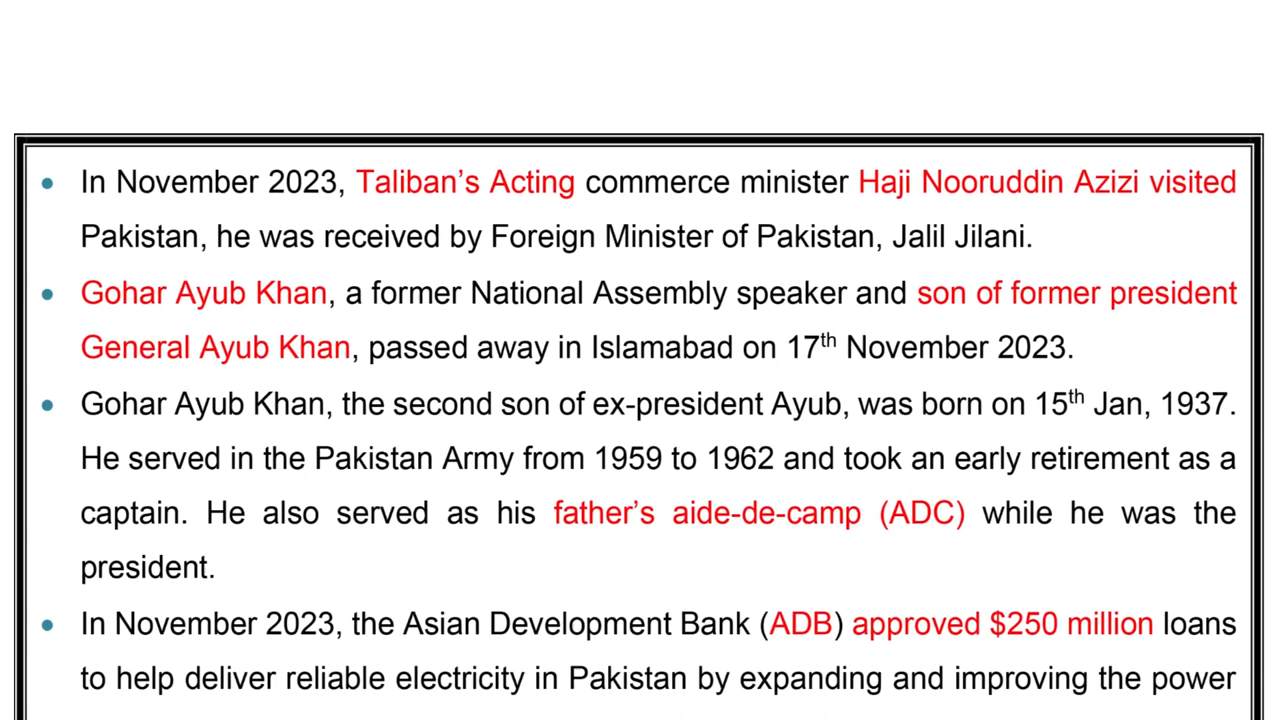 • In November 2023, Taliban's Acting commerce minister Haji Nooruddin Azizi visited
Pakistan, he was received by Foreign Minister of Pakistan, Jalil Jilani.
• Gohar Ayub Khan, a former National Assembly speaker and son of former president
General Ayub Khan, passed away in Islamabad on 17th November 2023.
• Gohar Ayub Khan, the second son of ex-president Ayub, was born on 15th Jan, 1937.
He served in the Pakistan Army from 1959 to 1962 and took an early retirement as a
captain. He also served as his father's aide-de-camp (ADC) while he was the
president.
• In November 2023, the Asian Development Bank (ADB) approved $250 million loans
to help deliver reliable electricity in Pakistan by expanding and improving the power